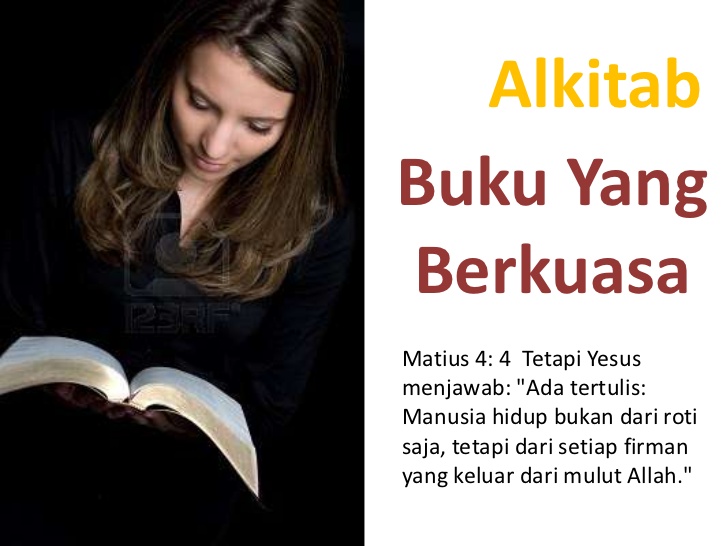 Alkitab
Buku Yang
Berkuasa
Matius 4: 4 Tetapi Yesus
menjawab: "Ada tertulis:
Manusia hidup bukan dari roti
saja, tetapi dari setiap firman
yang keluar dari mulut Allah."
123RF